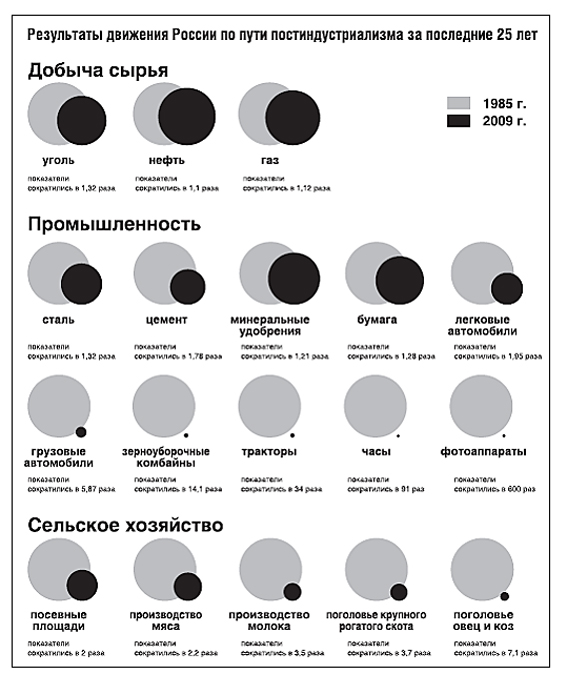 Результаты движения России по пути постиндустриализма за последние 25 лет
Добыча сырья
1985 г.
2009 г.
уголь
нефть
газ
показатели
сократились в 1,32 раза
показатели
сократились в 1,1 раза
показатели
сократились в 1,12 раза
Промышленность
сталь
цемент
минеральные
удобрения
бумага
легковые
автомобили
показатели
сократились в 1,32 раза
показатели
сократились в 1,78 раза
показатели
сократились в 1,21 раза
показатели
сократились в 1,28 раза
показатели
сократились в 1,95 раза
грузовые
автомобили
зерноуборочные
комбайны
тракторы
часы
фотоаппараты
показатели
сократились в 5,87 раза
показатели
сократились в 14,1 раза
показатели
сократились в 34 раза
показатели
сократились в 91 раз
показатели
сократились в 600 раз
Сельское хозяйство
посевные
площади
производство
мяса
производство
молока
поголовье крупного
рогатого скота
поголовье
овец и коз
показатели
сократились в 2 раза
показатели
сократились в 2,2 раза
показатели
сократились в 3,5 раза
показатели
сократились в 3,7 раза
показатели
сократились в 7,1 раза